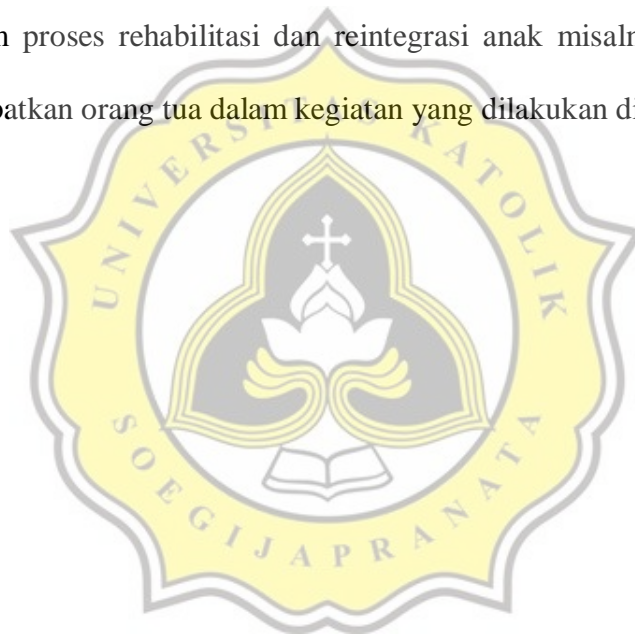 proses rehabilitasi dan reintegrasi anak
orang tua dalam kegiatan yang dilakukan
UNIVERSITAS KATOLIK
SOEGIJAPRANATA